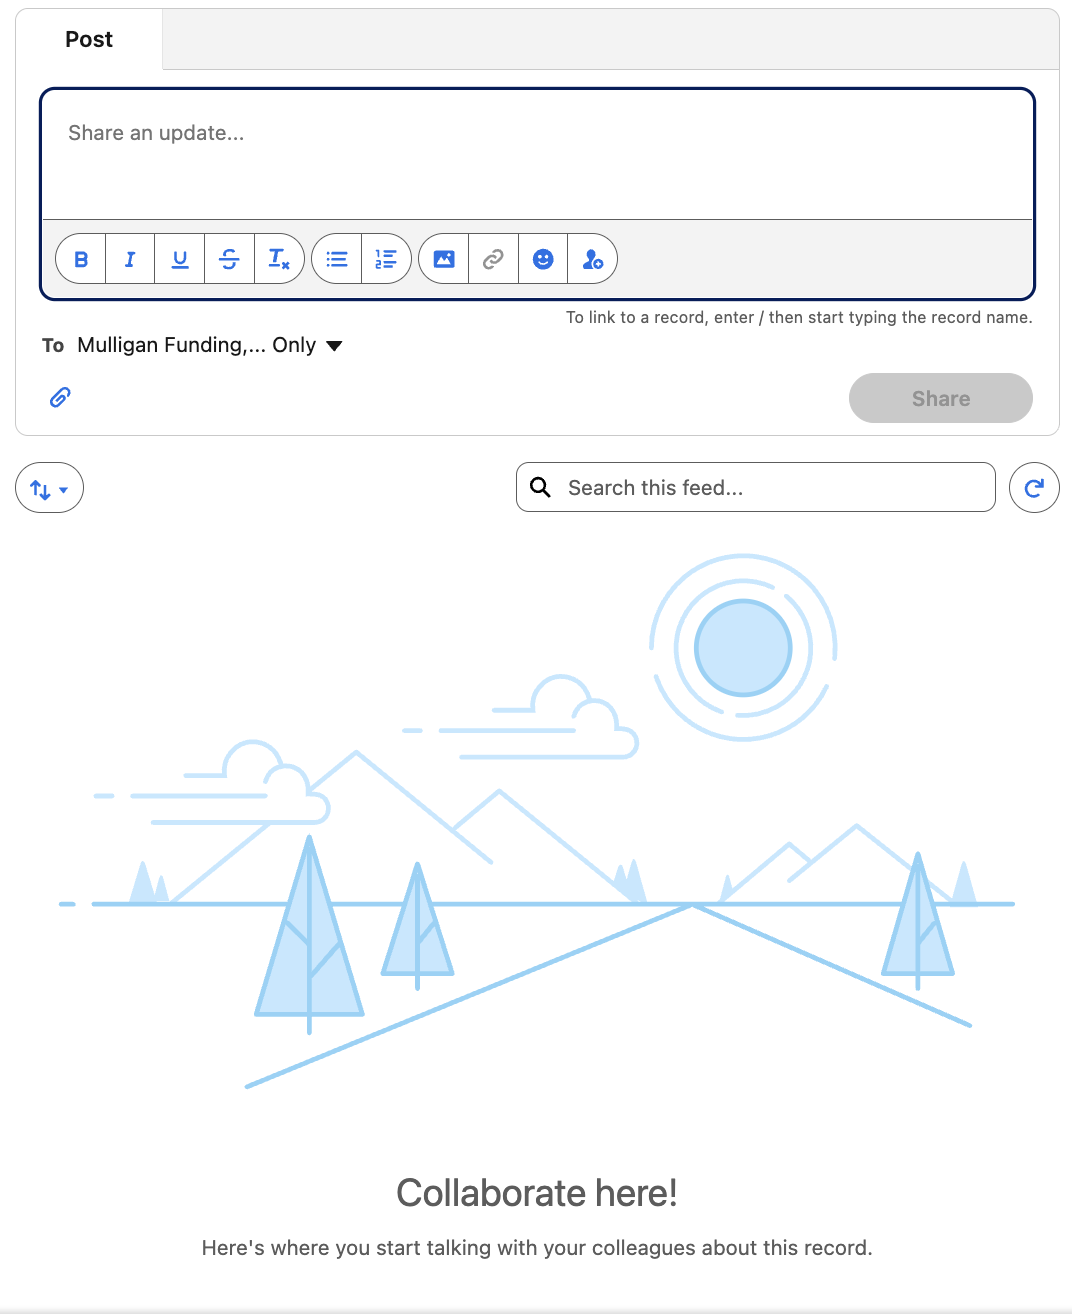 Post
Share an update...
To link to a record, enter / then start typing the record name.
To Mulligan Funding,... Only
Share
Search this feed...
Collaborate here!
Here's where you start talking with your colleagues about this record.